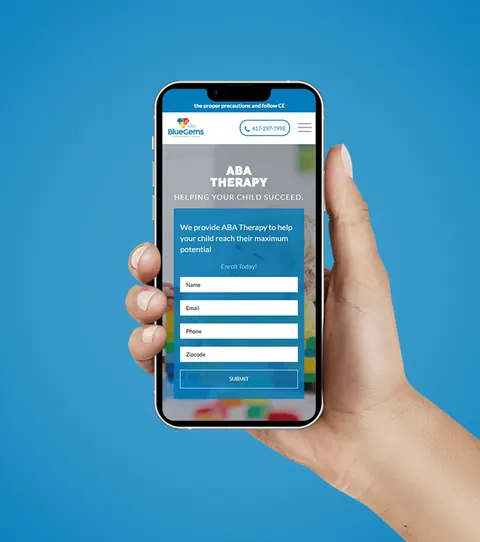 the proper precautions and follow CE
BlueGems
617-297-7998
ABA
THERAPY
HELPING YOUR CHILD SUCCEED.
We provide ABA Therapy to help
your child reach their maximum
potential
Enroll Today!
Name
Email
Phone
Zipcode
SUBMIT